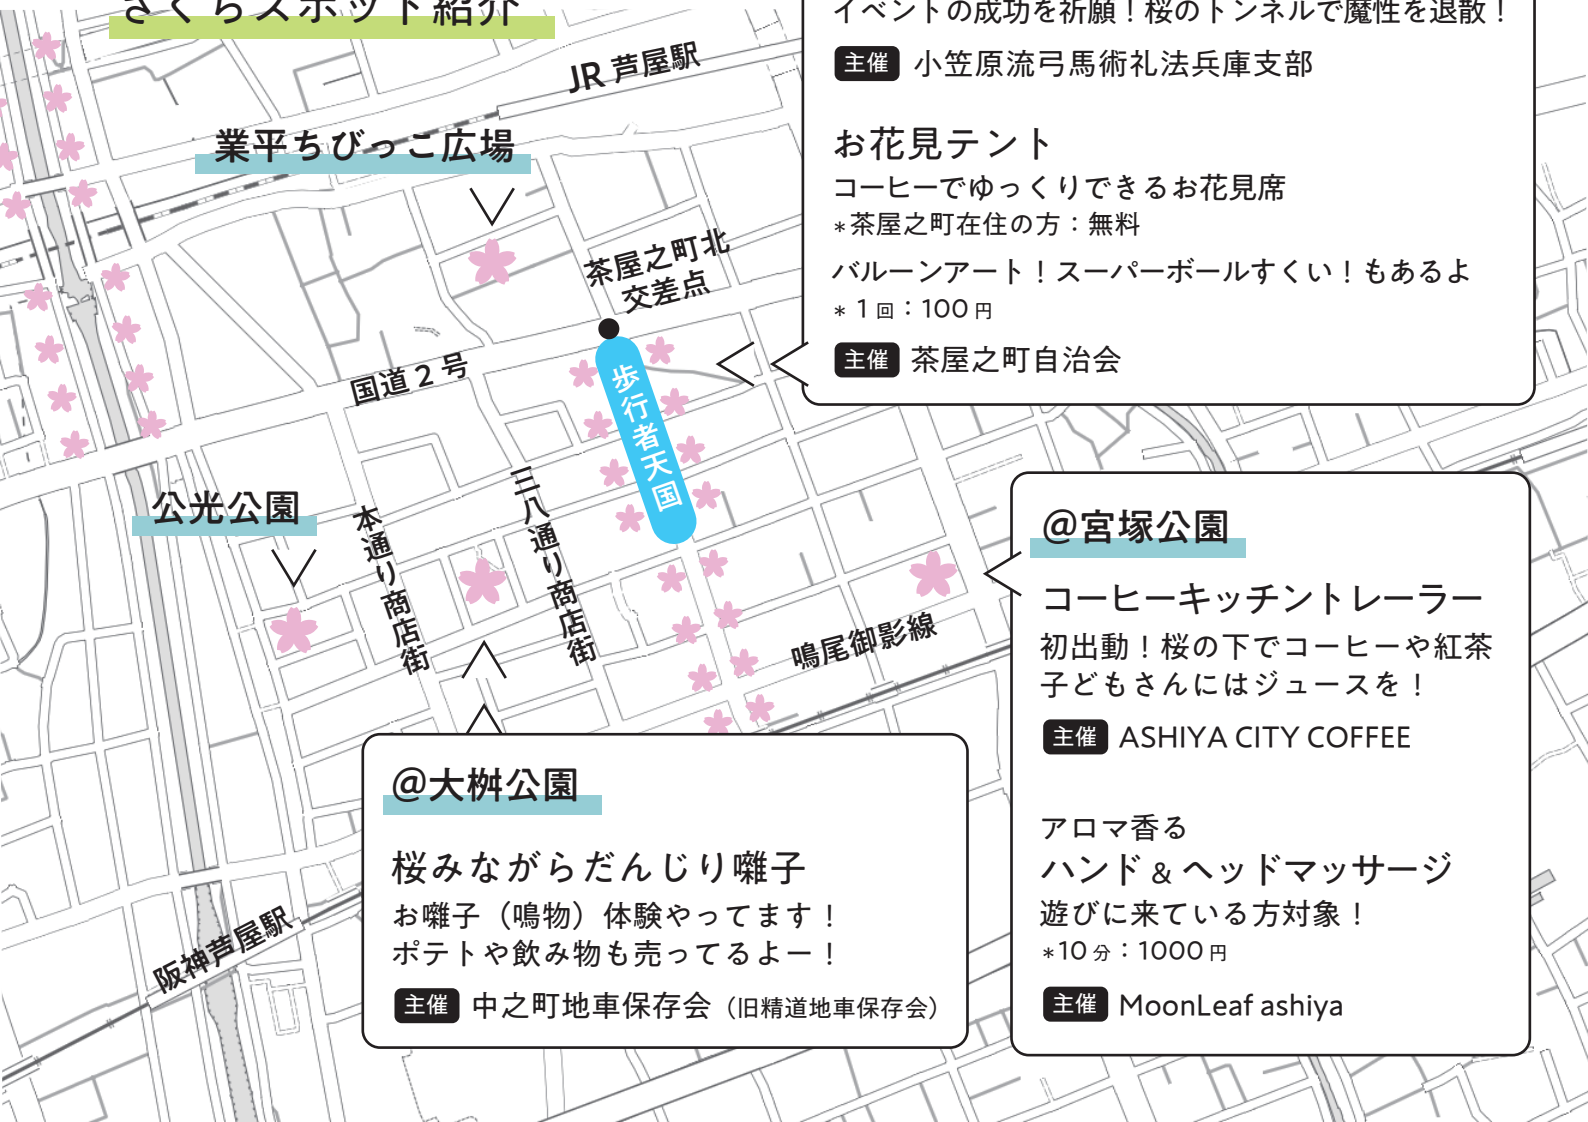 さくらスポット紹介
JR 芦屋駅
業平ちびっこ広場
茶屋之町北
交差点
国道２号
歩行者天国
公光公園
本通り商店街
三八通り商店街
鳴尾御影線
阪神芦屋駅
イベントの成功を祈願！桜のトンネルで魔性を退散！
主催 小笠原流弓馬術礼法兵庫支部
お花見テント
コーヒーでゆっくりできるお花見席
*茶屋之町在住の方：無料
バルーンアート！スーパーボールすくい！もあるよ
* 1 回：100 円
主催 茶屋之町自治会
@宮塚公園
コーヒーキッチントレーラー
初出動！桜の下でコーヒーや紅茶
子どもさんにはジュースを！
主催 ASHIYA CITY COFFEE
アロマ香る
ハンド & ヘッドマッサージ
遊びに来ている方対象！
*10 分：1000 円
主催 MoonLeaf ashiya
@大桝公園
桜みながらだんじり囃子
お囃子（鳴物）体験やってます！
ポテトや飲み物も売ってるよー！
主催 中之町地車保存会（旧精道地車保存会）